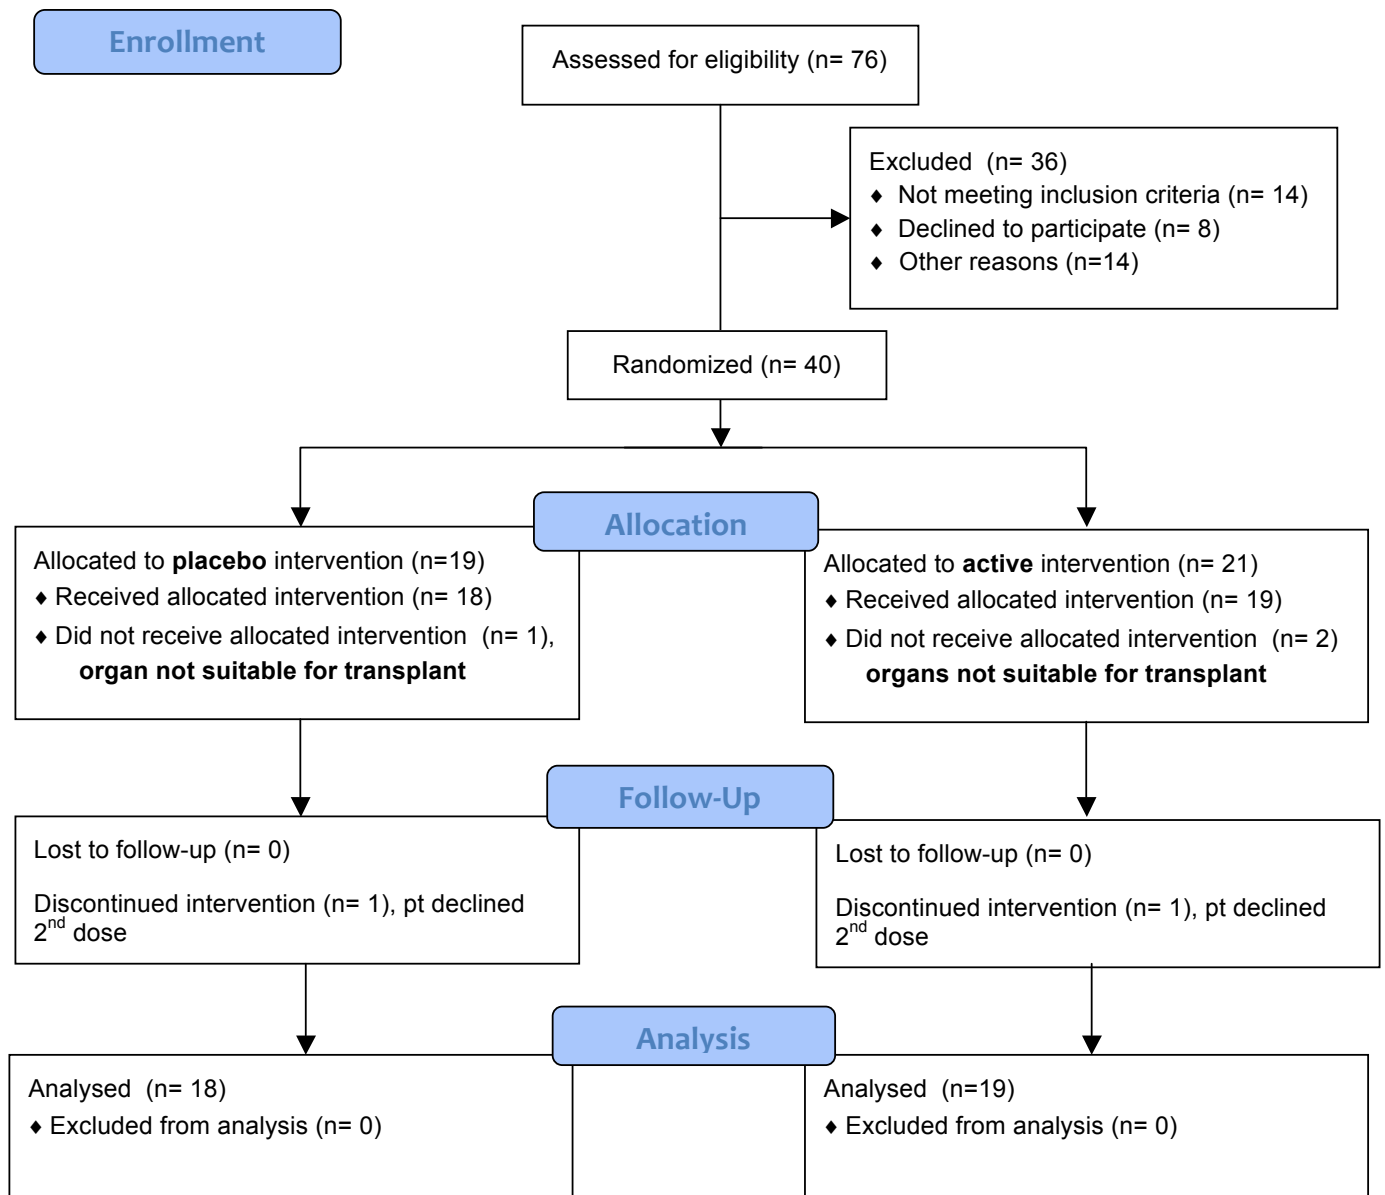 Enrollment
Assessed for eligibility (n= 76)
Excluded  (n= 36)
♦ Not meeting inclusion criteria (n= 14)
♦ Declined to participate (n= 8)
♦ Other reasons (n=14)
Randomized (n= 40)
Allocation
Allocated to placebo intervention (n=19)
♦ Received allocated intervention (n= 18)
♦ Did not receive allocated intervention  (n= 1),
organ not suitable for transplant
Allocated to active intervention (n= 21)
♦ Received allocated intervention (n= 19)
♦ Did not receive allocated intervention  (n= 2)
organs not suitable for transplant
Follow-Up
Lost to follow-up (n= 0)
Discontinued intervention (n= 1), pt declined
2nd dose
Lost to follow-up (n= 0)
Discontinued intervention (n= 1), pt declined
2nd dose
Analysis
Analysed  (n= 18)
♦ Excluded from analysis (n= 0)
Analysed  (n=19)
♦ Excluded from analysis (n= 0)